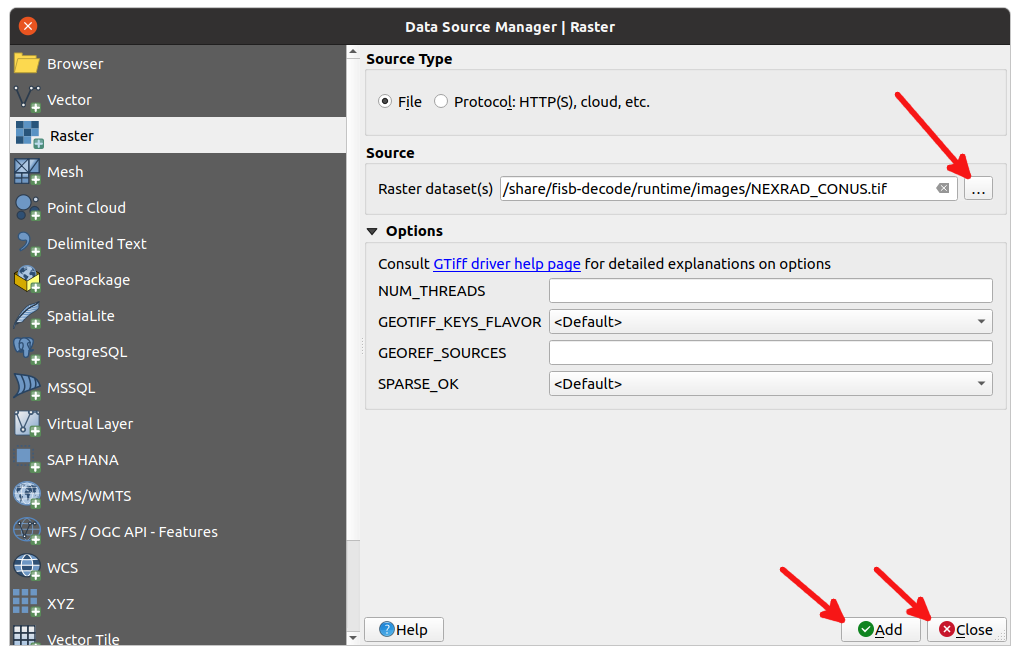 Data Source Manager | Raster
Browser
Vector
Raster
Mesh
Point Cloud
Delimited Text
GeoPackage
SpatiaLite
PostgreSQL
MSSQL
Virtual Layer
SAP HANA
WMS/WMTS
WFS / OGC API - Features
WCS
XYZ
Vector Tile
Source Type
File Protocol: HTTP(S), cloud, etc.
Source
Raster dataset(s) /share/fisb-decode/runtime/images/NEXRAD_CONUS.tif ...
Options
Consult GTiff driver help page for detailed explanations on options
NUM_THREADS
GEOTIFF_KEYS_FLAVOR <Default>
GEOREF_SOURCES
SPARSE_OK <Default>
Help Add Close